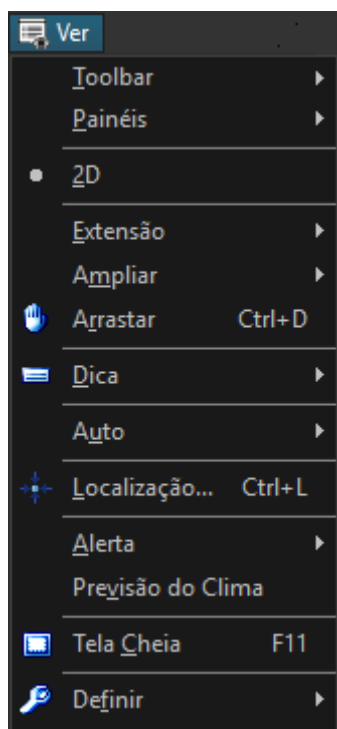 Ver
Toolbar
Painéis
2D
Extensão
Ampliar
Arrastar Ctrl+D
Dica
Auto
Localização... Ctrl+L
Alerta
Previsão do Clima
Tela Cheia F11
Definir